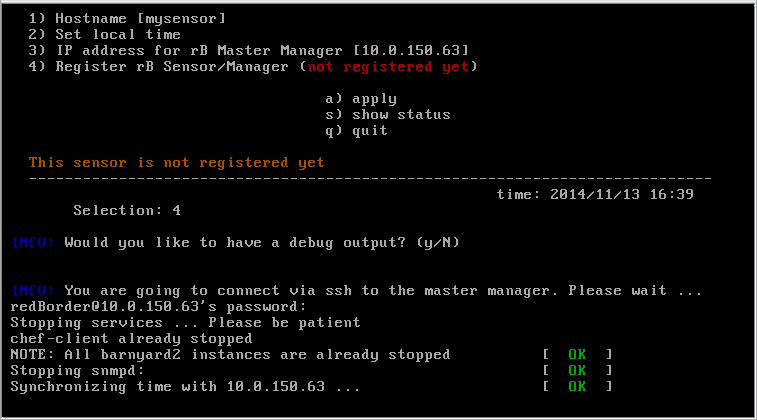 1) Hostname [mysensor]
2) Set local time
3) IP address for rB Master Manager [10.0.150.63]
4) Register rB Sensor/Manager (not registered yet)
a) apply
s) show status
q) quit
This sensor is not registered yet
------------------------------------------------------------------------------
time: 2014/11/13 16:39
Selection: 4
INFO: Would you like to have a debug output? (y/N)
INFO: You are going to connect via ssh to the master manager. Please wait ...
redBorder@10.0.150.63's password:
Stopping services ... Please be patient
chef-client already stopped
NOTE: All barnyard2 instances are already stopped [ OK ]
Stopping snmpd: [ OK ]
Synchronizing time with 10.0.150.63 ... [ OK ]